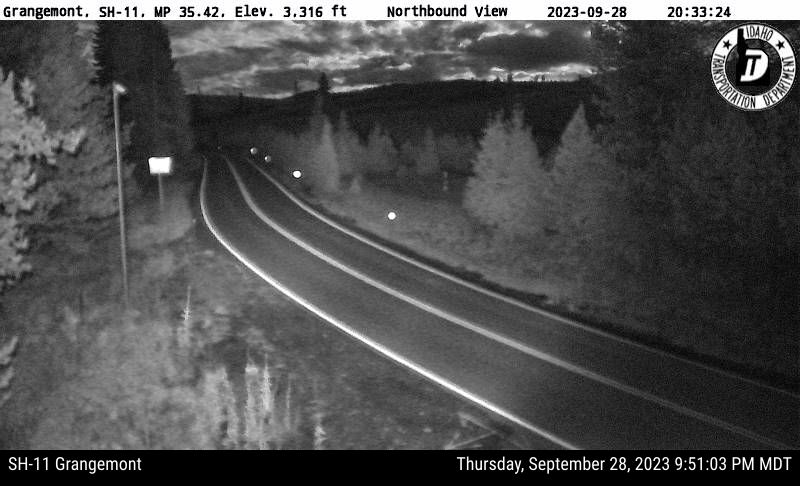 Grangemont, SH-11, MP 35.42, Elev. 3,316 ft Northbound View 2023-09-28 20:33:24
IDAHO
TRANSPORTATION DEPARTMENT
SH-11 Grangemont Thursday, September 28, 2023 9:51:03 PM MDT